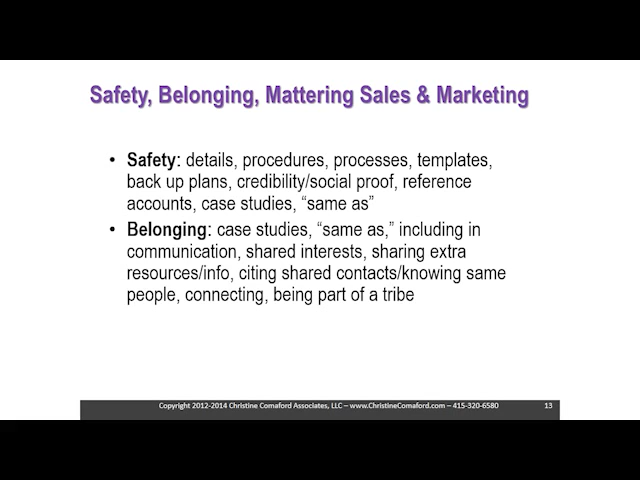 Safety, Belonging, Mattering Sales & Marketing
• Safety: details, procedures, processes, templates,
back up plans, credibility/social proof, reference
accounts, case studies, “same as”
• Belonging: case studies, “same as,” including in
communication, shared interests, sharing extra
resources/info, citing shared contacts/knowing same
people, connecting, being part of a tribe
Copyright 2012-2014 Christine Comaford Associates, LLC – www.ChristineComaford.com – 415-320-6580 13